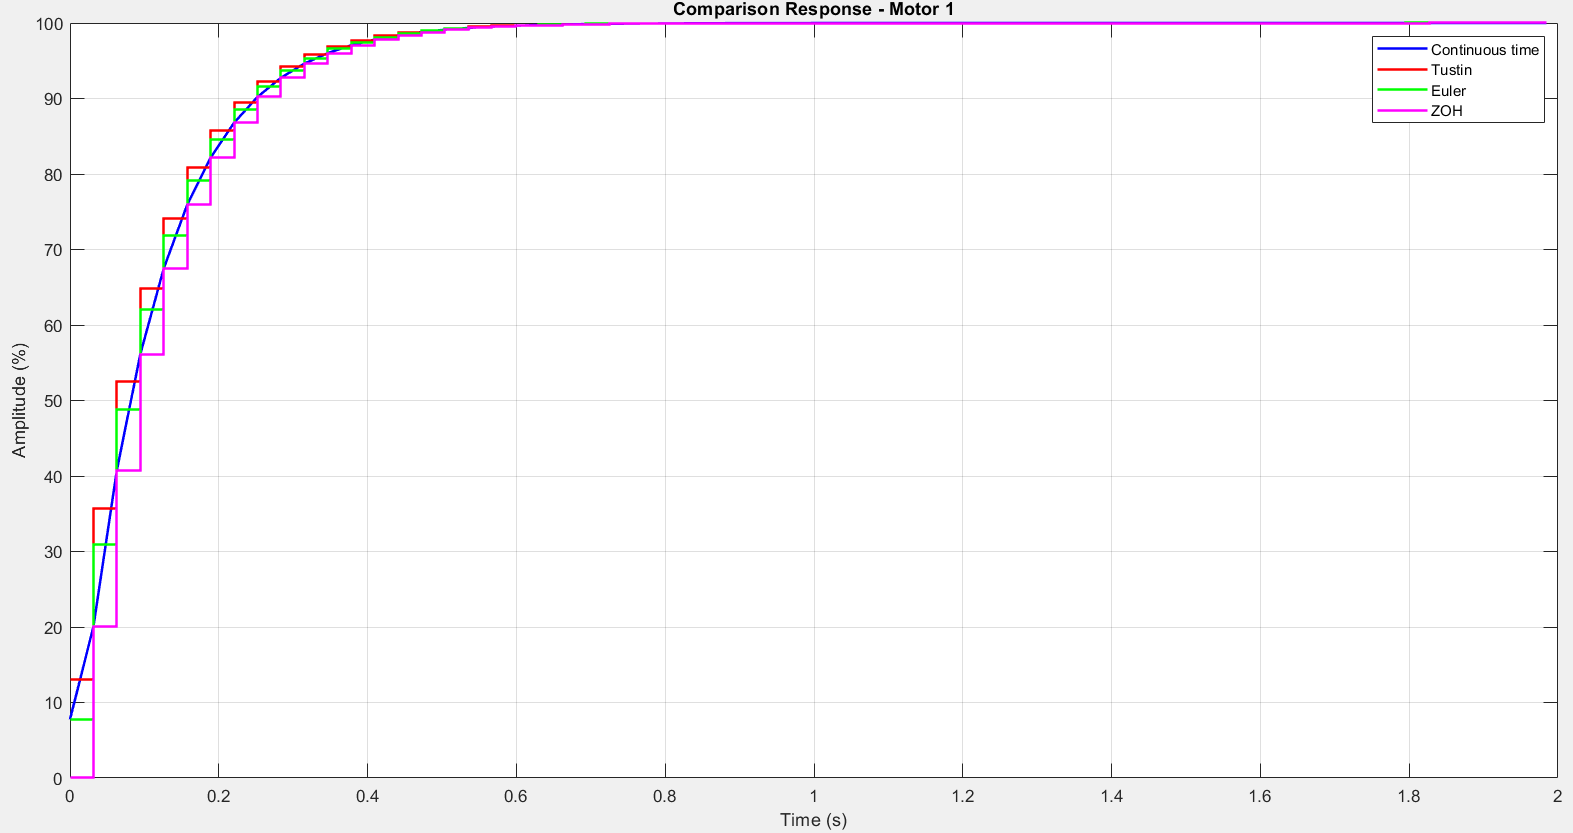 Comparison Response - Motor 1
Continuous time
Tustin
Euler
ZOH
Amplitude (%)
100
90
80
70
60
50
40
30
20
10
0
0 0.2 0.4 0.6 0.8 1 1.2 1.4 1.6 1.8 2
Time (s)